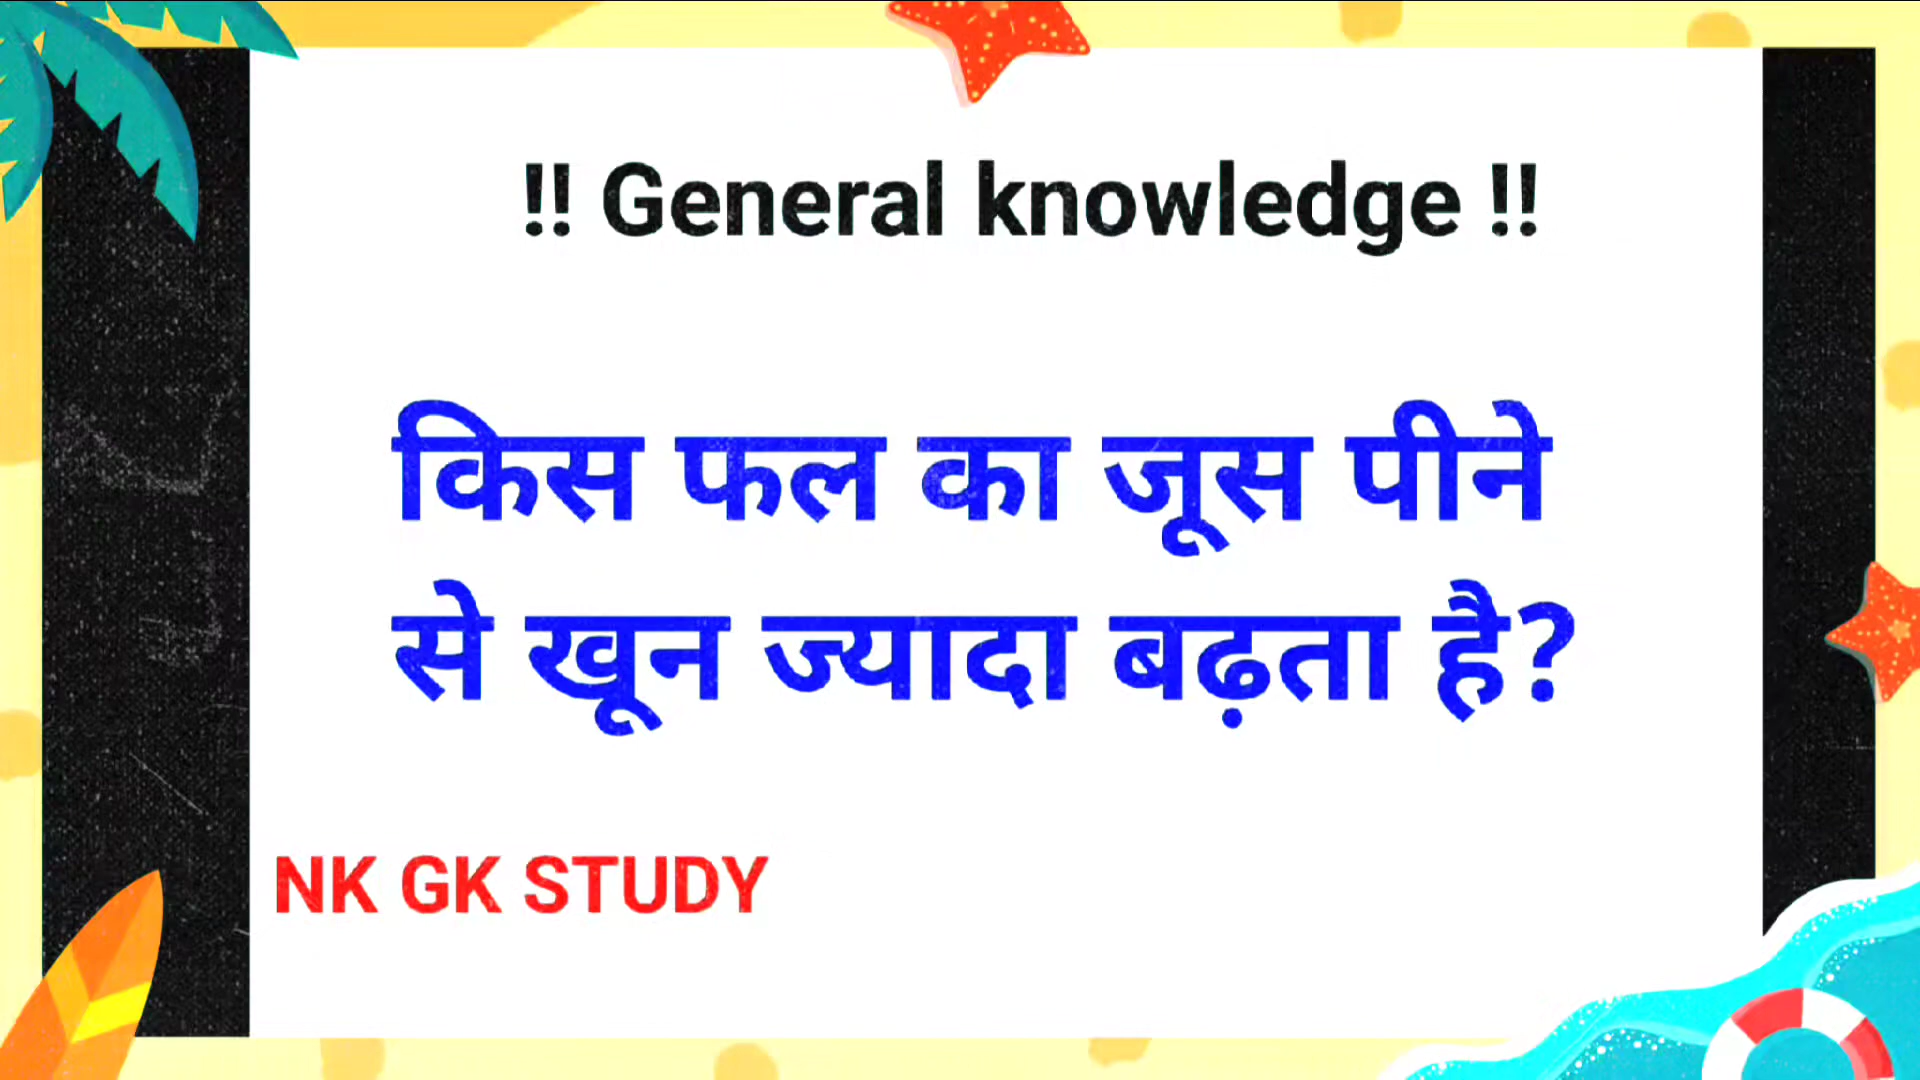 !! General knowledge !!
किस फल का जूस पीने
से खून ज्यादा बढ़ता है?
NK GK STUDY